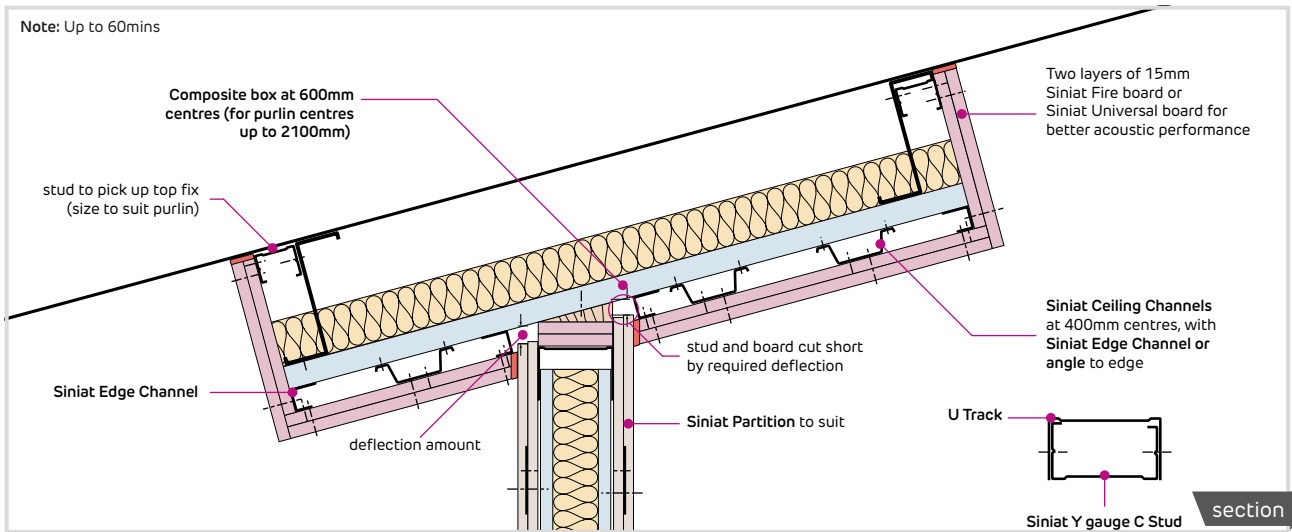 Note: Up to 60mins
Composite box at 600mm
centres (for purlin centres
up to 2100mm)
stud to pick up top fix
(size to suit purlin)
Two layers of 15mm
Siniat Fire board or
Siniat Universal board for
better acoustic performance
Siniat Ceiling Channels
at 400mm centres, with
Siniat Edge Channel or
angle to edge
stud and board cut short
by required deflection
Siniat Edge Channel
deflection amount
Siniat Partition to suit
U Track
Siniat Y gauge C Stud
section